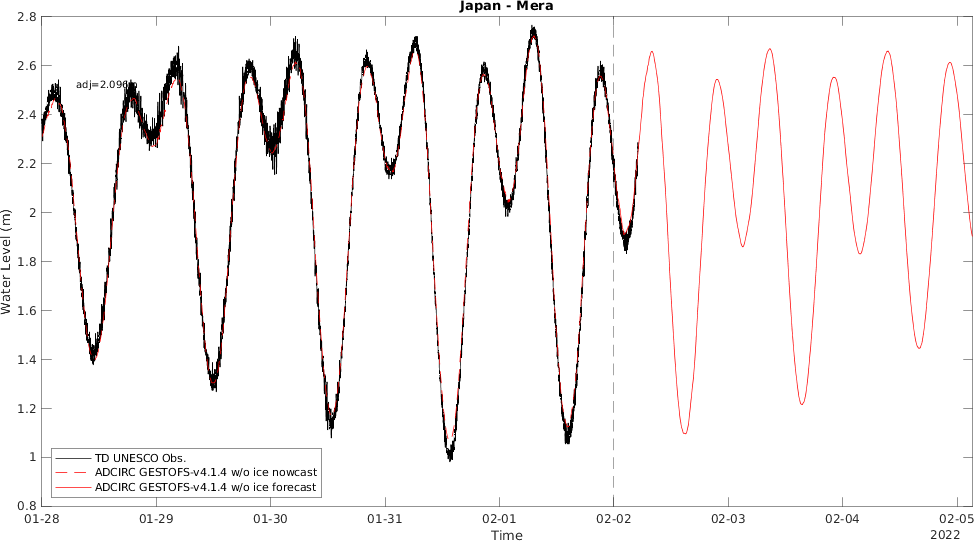 Japan - Mera
2.8
2.6
2.4
2.2
2
1.8
1.6
1.4
1.2
1
0.8
Water Level (m)
adj=2.096m
TD UNESCO Obs.
ADCIRC GESTOFS-v4.1.4 w/o ice nowcast
ADCIRC GESTOFS-v4.1.4 w/o ice forecast
01-28 01-29 01-30 01-31 02-01 02-02 02-03 02-04 02-05
Time 2022